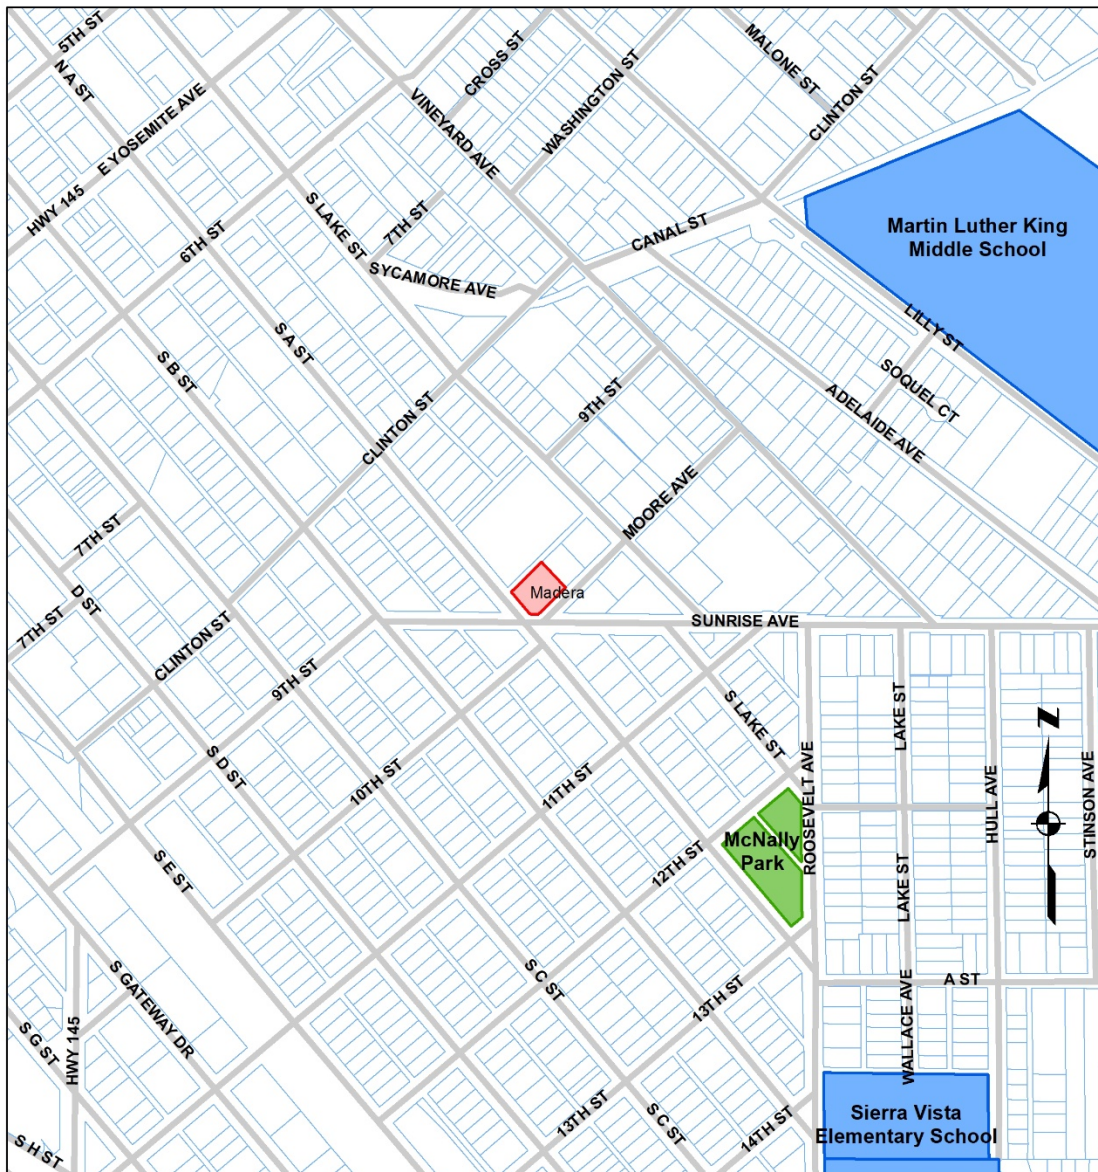 5TH ST
N A ST
E YOSEMITE AVE
HWY 145
CROSS ST
VINEYARD AVE
WASHINGTON ST
MALONE ST
CLINTON ST
6TH ST
S LAKE ST
7TH ST
SYCAMORE AVE
CANAL ST
Martin Luther King
Middle School
LILLY ST
S A ST
S B ST
SOQUEL CT
ADELAIDE AVE
9TH ST
CLINTON ST
MOORE AVE
7TH ST
D ST
7TH ST
Madera
SUNRISE AVE
CLINTON ST
9TH ST
S LAKE ST
LAKE ST
Z
S D ST
10TH ST
11TH ST
ROOSEVELT AVE
HULL AVE
STINSON AVE
McNally
Park
12TH ST
S E ST
LAKE ST
S GATEWAY DR
S C ST
13TH ST
A ST
WALLACE AVE
S G ST
HWY 145
13TH ST
S C ST
14TH ST
Sierra Vista
Elementary School
S H ST